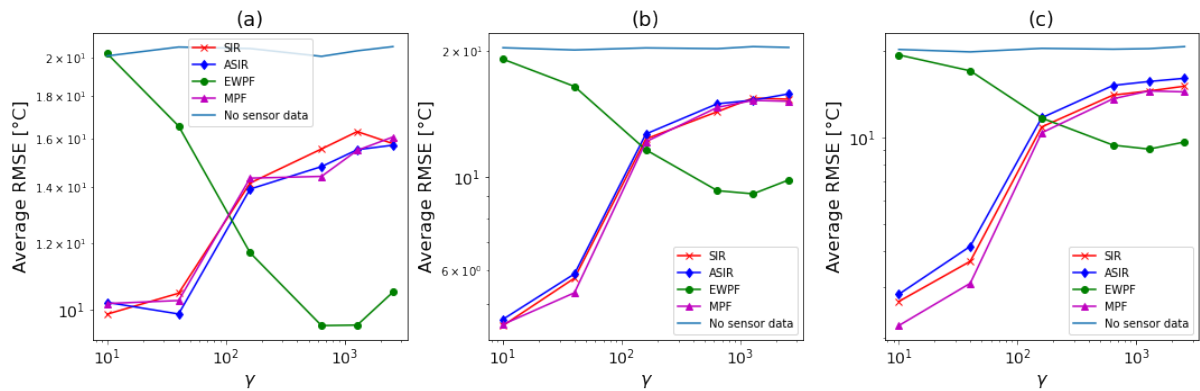 (a)
Average RMSE [°C]
2 × 10¹
1.8 × 10¹
1.6 × 10¹
1.4 × 10¹
1.2 × 10¹
10¹
SIR
ASIR
EWPF
MPF
No sensor data
10¹
10²
10³
γ
(b)
Average RMSE [°C]
2 × 10¹
10¹
6 × 10⁰
SIR
ASIR
EWPF
MPF
No sensor data
10¹
10²
10³
γ
(c)
Average RMSE [°C]
10¹
SIR
ASIR
EWPF
MPF
No sensor data
10¹
10²
10³
γ